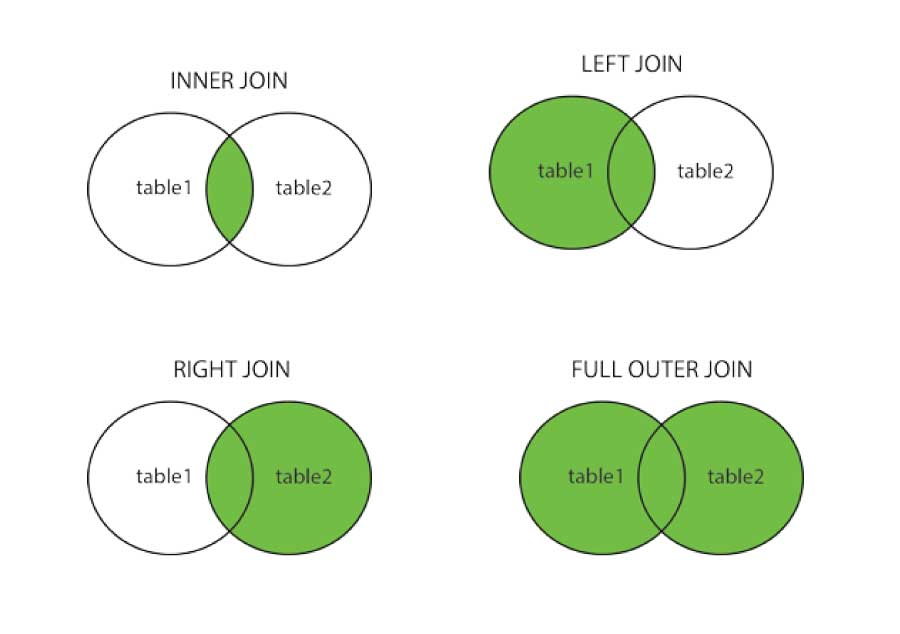 INNER JOIN
table1 table2
LEFT JOIN
table1 table2
RIGHT JOIN
table1 table2
FULL OUTER JOIN
table1 table2